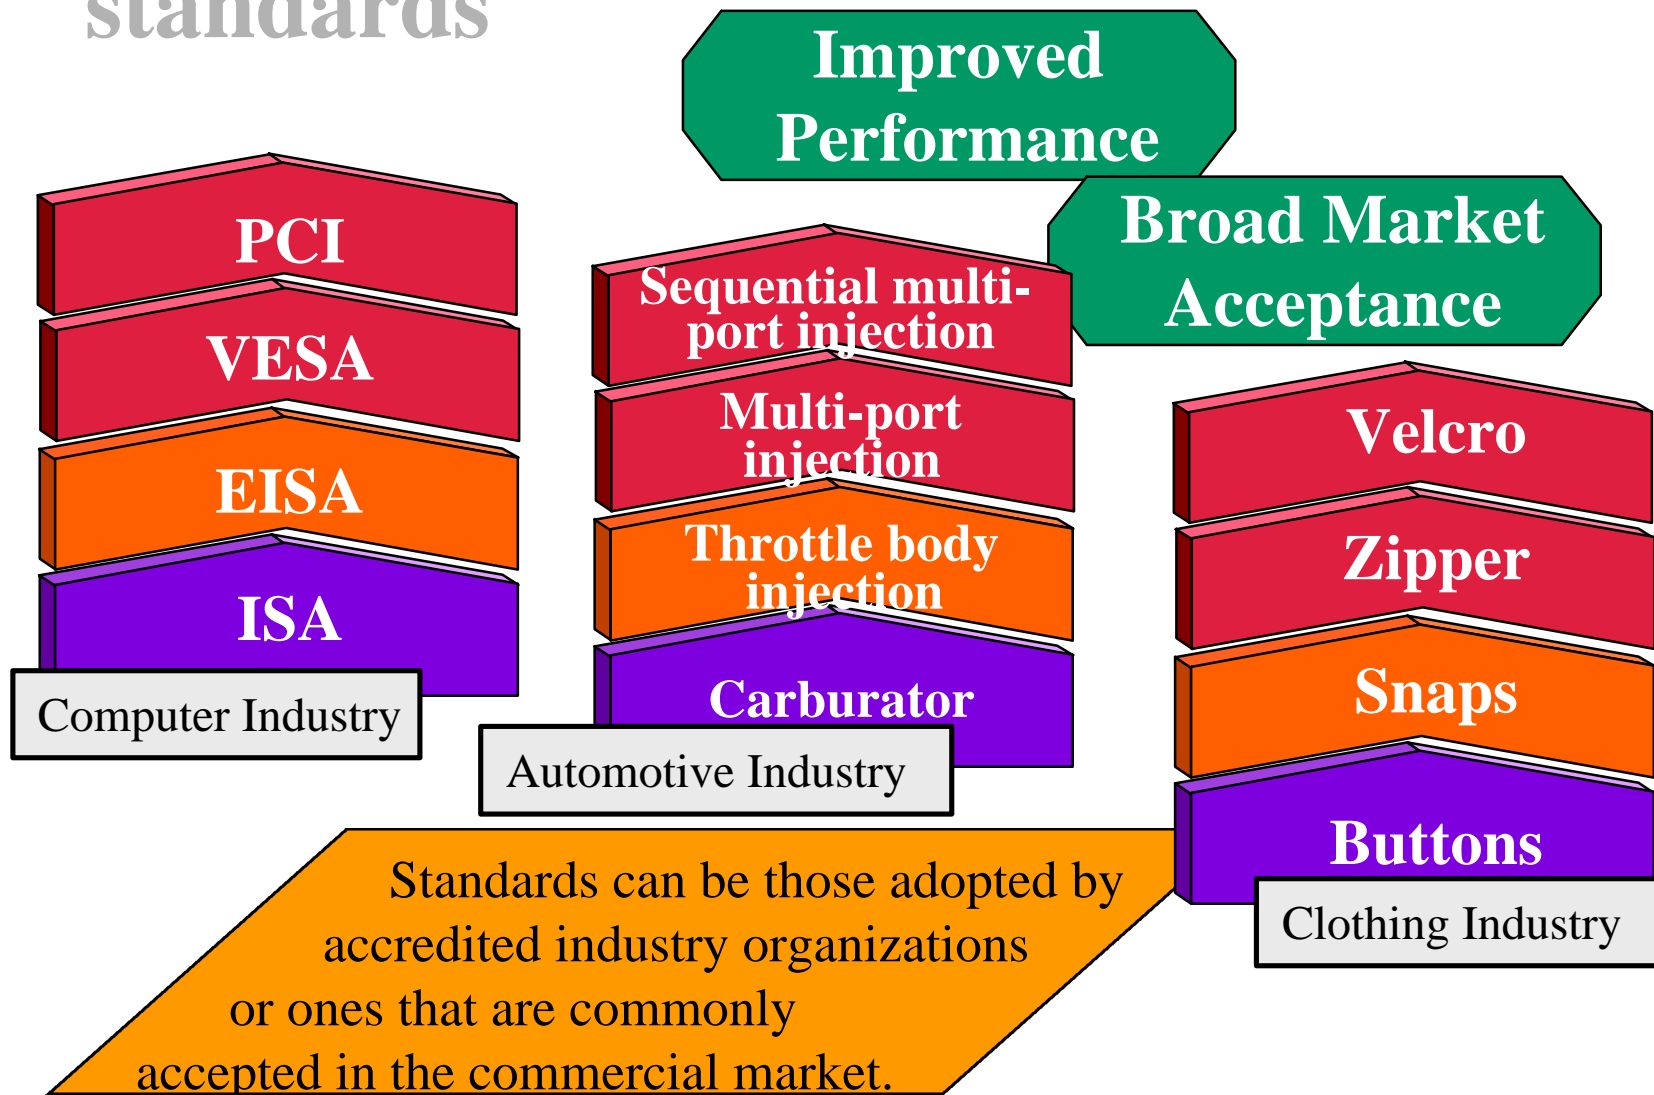 standards
Improved
Performance
Broad Market
Acceptance
PCI
VESA
EISA
ISA
Computer Industry
Sequential multi-
port injection
Multi-port
injection
Throttle body
injection
Carburator
Automotive Industry
Velcro
Zipper
Snaps
Buttons
Clothing Industry
Standards can be those adopted by
accredited industry organizations
or ones that are commonly
accepted in the commercial market.